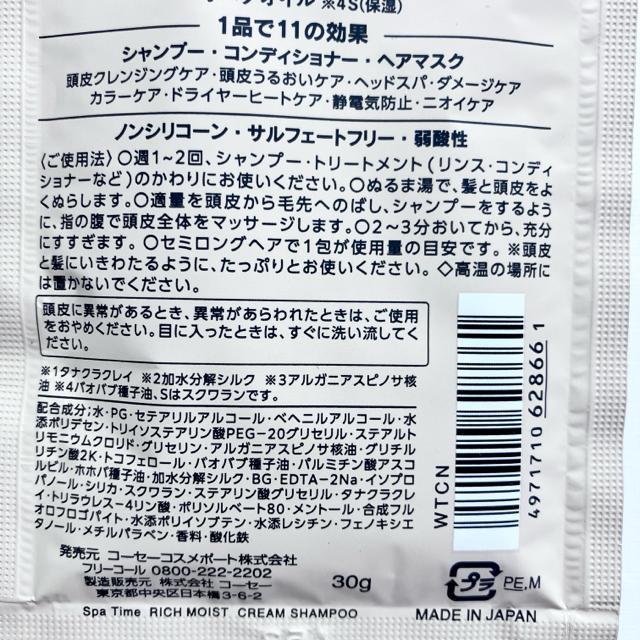 ※4S(保湿)
1品で11の効果
シャンプー・コンディショナー・ヘアマスク
頭皮クレンジングケア・頭皮うるおいケア・ヘッドスパ・ダメージケア
カラーケア・ドライヤーヒートケア・静電気防止・ニオイケア
ノンシリコーン・サルフェートフリー・弱酸性
〈ご使用法〉○週1~2回、シャンプー・トリートメント(リンス・コンディ
ショナーなど)のかわりにお使いください。○ぬるま湯で、髪と頭皮をよ
くぬらします。○適量を頭皮から毛先へのばし、シャンプーをするよう
に、指の腹で頭皮全体をマッサージします。○2~3分おいてから、充分
にすすぎます。○セミロングヘアで1包が使用量の目安です。※頭皮
と髪にいきわたるように、たっぷりとお使いください。◇高温の場所に
は置かないでください。
頭皮に異常があるとき、異常があらわれたときは、ご使用
をおやめください。目に入ったときは、すぐに洗い流してく
ださい。
※1タナクラクレイ ※2加水分解シルク ※3アルガニアスピノサ核
油 ※4バオバブ種子油、Sはスクワランです。
配合成分;水・PG・セテアリルアルコール・ベヘニルアルコール・水
添ポリデセン・トリイソステアリン酸PEG-20グリセリル・ステアルト
リモニウムクロリド・グリセリン・アルガニアスピノサ核油・グリチル
リチン酸2K・トコフェロール・バオバブ種子油・パルミチン酸アスコ
ルビル・ホホバ種子油・加水分解シルク・BG・EDTA-2Na・イソプロ
パノール・シリカ・スクワラン・ステアリン酸グリセリル・タナクラクレ
イ・トリラウレス-4リン酸・ポリソルベート80・メントール・合成フル
オロフロゴパイト・水添ポリイソブテン・水添レシチン・フェノキシエ
タノール・メチルパラベン・香料・酸化鉄
発売元 コーセーコスメポート株式会社
フリーコール 0800-222-2202
製造販売元 株式会社 コーセー
東京都中央区日本橋3-6-2
30g
WTCN
4971710 628661
プラ
PE,M
Spa Time RICH MOIST CREAM SHAMPOO
MADE IN JAPAN